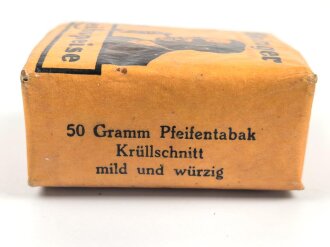 50 Gramm Pfeifentabak
Krüllschnitt
mild und würzig